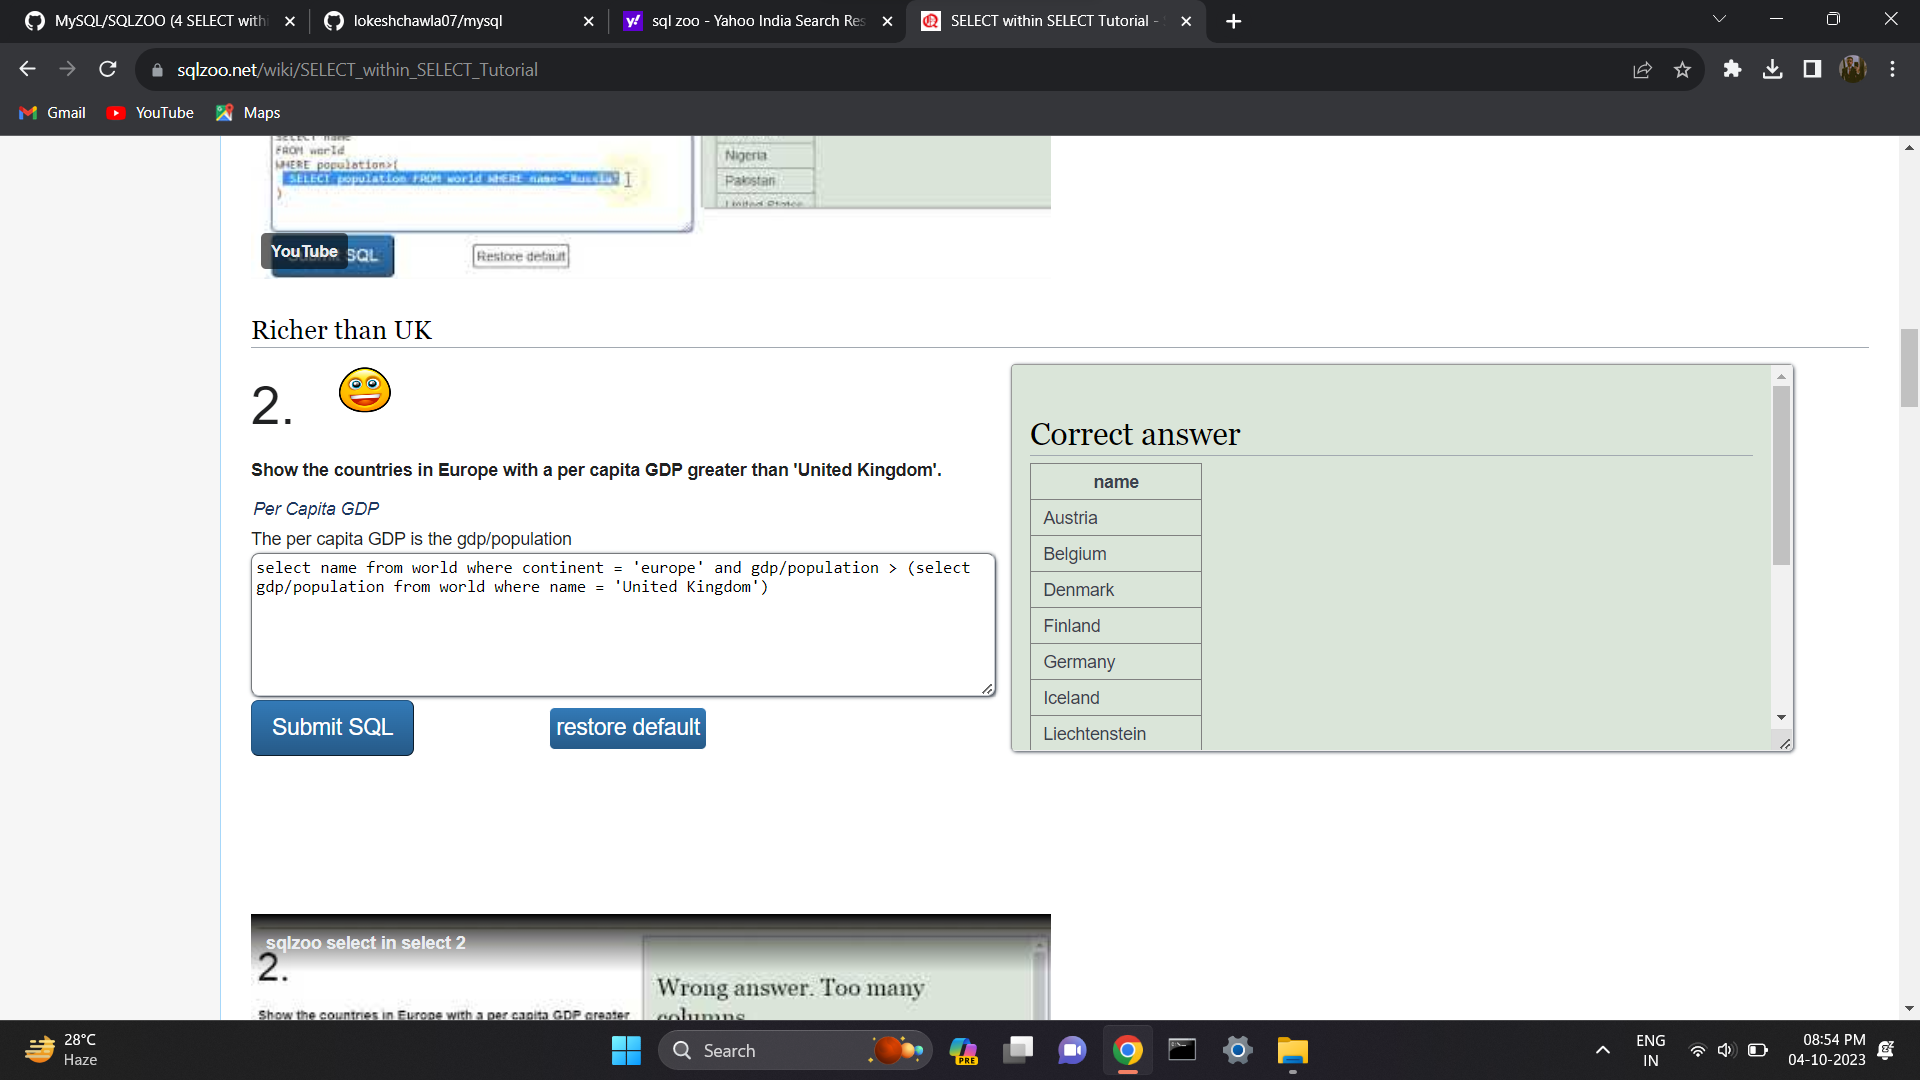 MySQL/SQLZOO (4 SELECT with
lokeshchawla07/mysql
sql zoo - Yahoo India Search Res
SELECT within SELECT Tutorial -
sqlzoo.net/wiki/SELECT_within_SELECT_Tutorial
Gmail
YouTube
Maps
SELECT name
FROM world
WHERE population>(
SELECT population FROM world WHERE name='Russia'
)
Nigeria
Pakistan
United States
YouTube
SQL
Restore default
Richer than UK
2.
Show the countries in Europe with a per capita GDP greater than 'United Kingdom'.
Per Capita GDP
The per capita GDP is the gdp/population
select name from world where continent = 'europe' and gdp/population > (select
gdp/population from world where name = 'United Kingdom')
Submit SQL
restore default
Correct answer
name
Austria
Belgium
Denmark
Finland
Germany
Iceland
Liechtenstein
sqlzoo select in select 2
2.
Show the countries in Europe with a per capita GDP greater
Wrong answer. Too many
columns
28°C
Haze
Search
PRE
ENG
IN
08:54 PM
04-10-2023